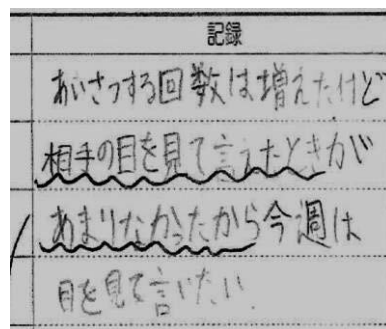 記録
あいさつする回数は増えたけど
相手の目を見て言えたときが
あまりなかったから今週は
目を見て言いたい.